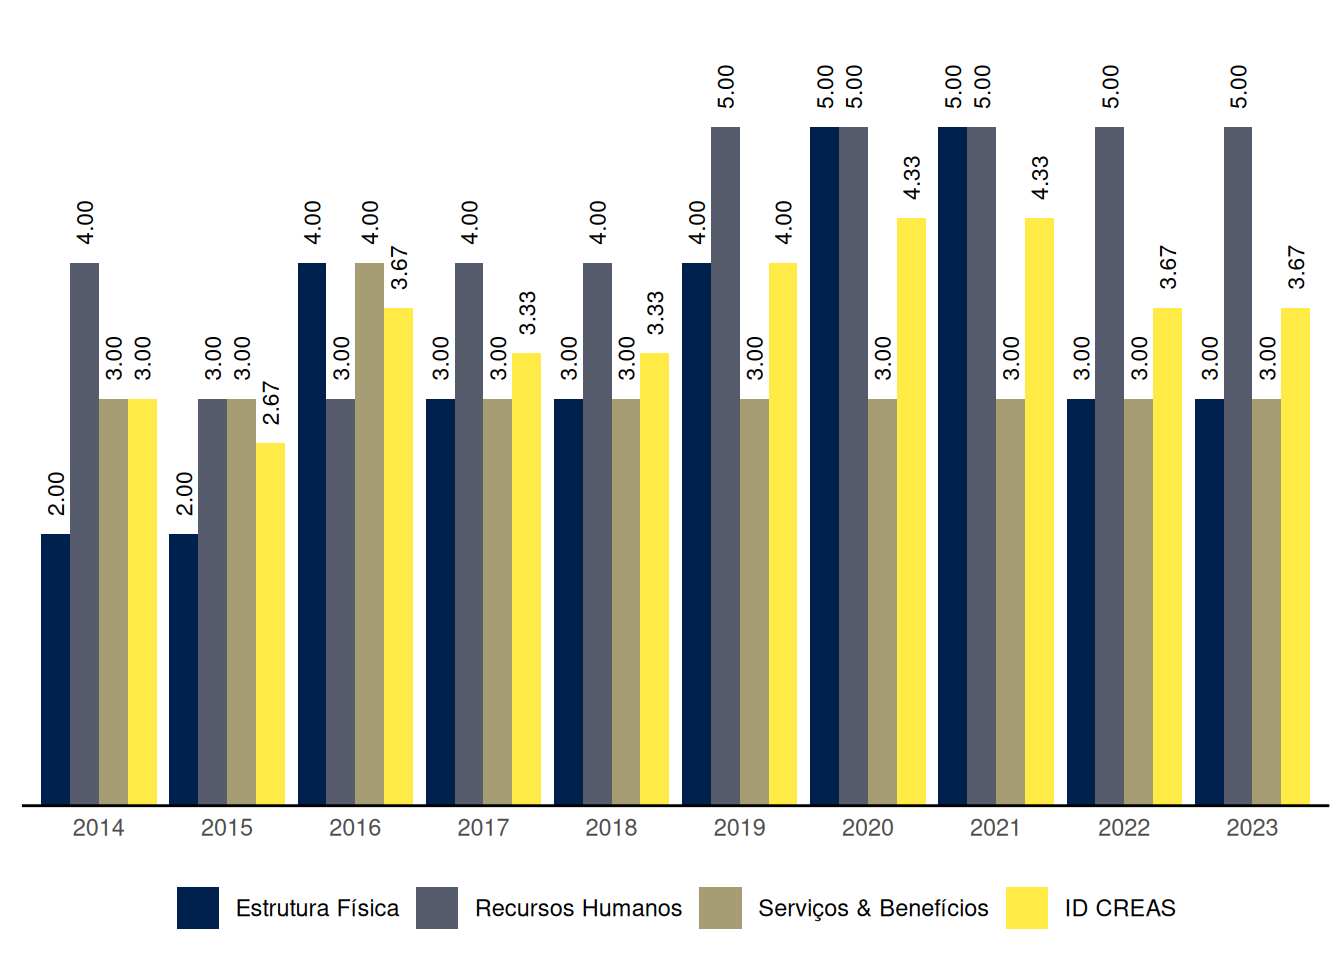 5.00 5.00 5.00 5.00 5.00 5.00 5.00
4.33 4.33
4.00 4.00 4.00 4.00 4.00 4.00 4.00
3.67 3.67 3.67
3.33 3.33
3.00 3.00 3.00 3.00 3.00 3.00 3.00 3.00 3.00 3.00 3.00 3.00 3.00 3.00 3.00 3.00
2.67
2.00 2.00
2014 2015 2016 2017 2018 2019 2020 2021 2022 2023
Estrutura Física Recursos Humanos Serviços & Benefícios ID CREAS